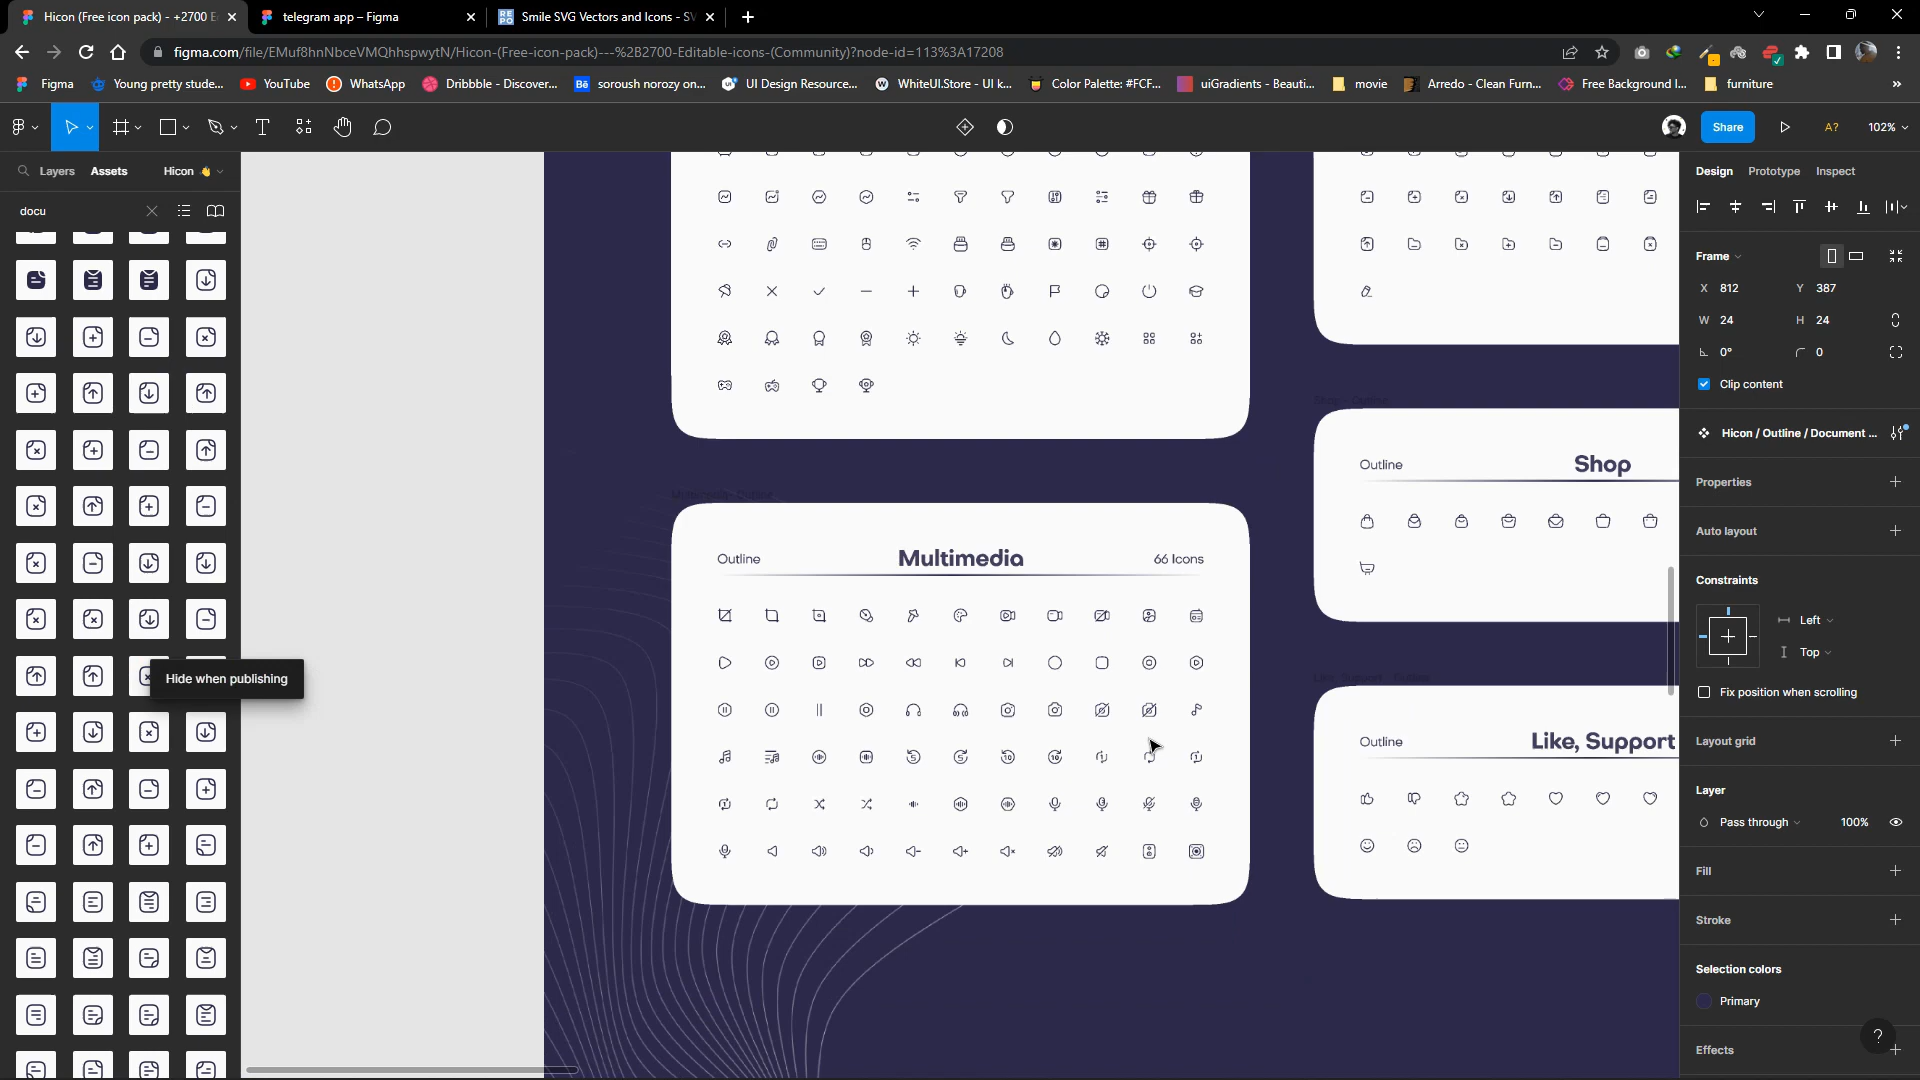 Hicon (Free icon pack) - +2700 E
telegram app – Figma
Smile SVG Vectors and Icons - SV
figma.com/file/EMuf8hnNbceVMQhhspwytN/Hicon-(Free-icon-pack)---%2B2700-Editable-icons-(Community)?node-id=113%3A17208
Figma
Young pretty stude...
YouTube
WhatsApp
Dribbble - Discover...
soroush norozy on...
UI Design Resource...
WhiteUI.Store - UI k...
Color Palette: #FCF...
uiGradients - Beauti...
movie
Arredo - Clean Furn...
Free Background I...
furniture
Share
A?
102%
Layers
Assets
Hicon
docu
Hide when publishing
Multimedia - Outline
Outline
Multimedia
66 Icons
Shop - Outline
Outline
Shop
Outline
Like, Support
Design
Prototype
Inspect
Frame
X 812
Y 387
W 24
H 24
0°
0
Clip content
Hicon / Outline / Document ...
Properties
Auto layout
Constraints
Left
Top
Fix position when scrolling
Layout grid
Layer
Pass through
100%
Fill
Stroke
Selection colors
Primary
Effects
?